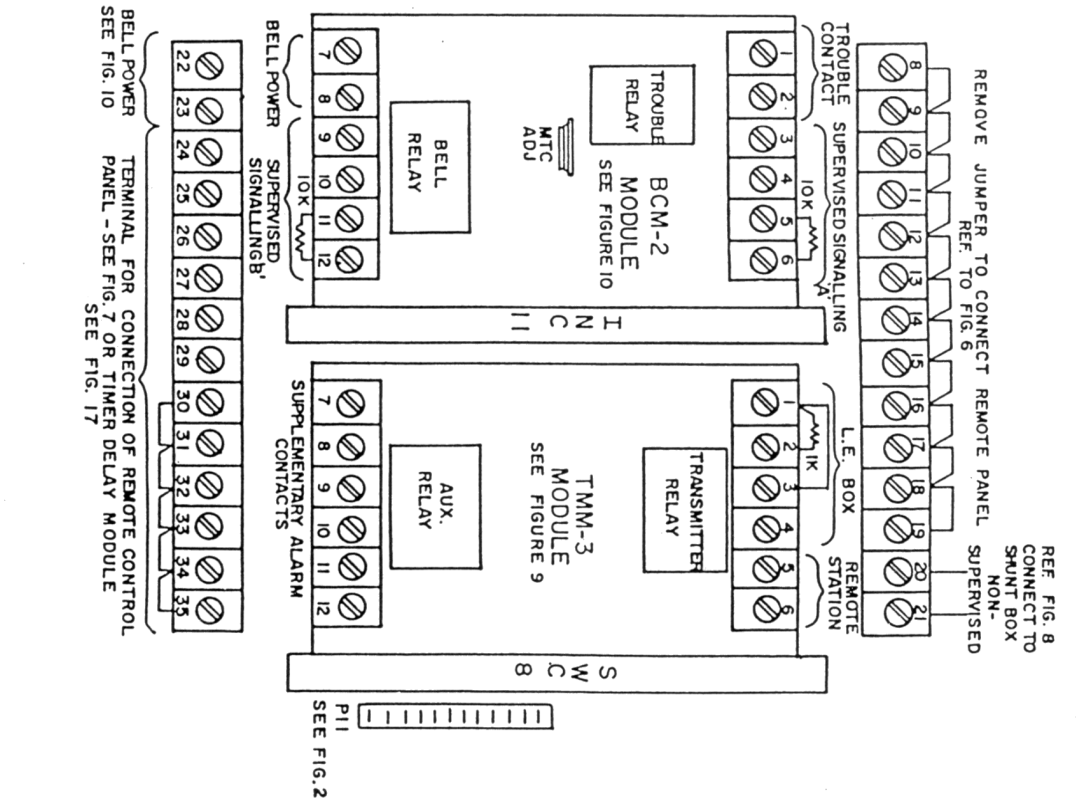 REMOVE JUMPER TO CONNECT REMOTE PANEL
REF. TO FIG.6
REF. FIG. 8
CONNECT TO
SHUNT BOX
NON-
SUPERVISED
8 9 10 11 12 13 14 15 16 17 18 19 20 21
TROUBLE
CONTACT
SUPERVISED SIGNALLING
'A'
10K
1 2 3 4 5 6
L.E. BOX
REMOTE
STATION
1K
1 2 3 4 5 6
TROUBLE
RELAY
BCM-2
MODULE
SEE FIGURE 10
MTC
ADJ
BELL
RELAY
INC
11
TRANSMITTER
RELAY
TMM-3
MODULE
SEE FIGURE 9
AUX.
RELAY
SWC
8
7 8 9 10 11 12
BELL POWER
10K
SUPERVISED
SIGNALLING'B'
7 8 9 10 11 12
SUPPLEMENTARY ALARM
CONTACTS
P11
SEE FIG.2
22 23 24 25 26 27 28 29 30 31 32 33 34 35
BELL POWER
SEE FIG. 10
TERMINAL FOR CONNECTION OF REMOTE CONTROL
PANEL - SEE FIG. 7 OR TIMER DELAY MODULE
SEE FIG. 17